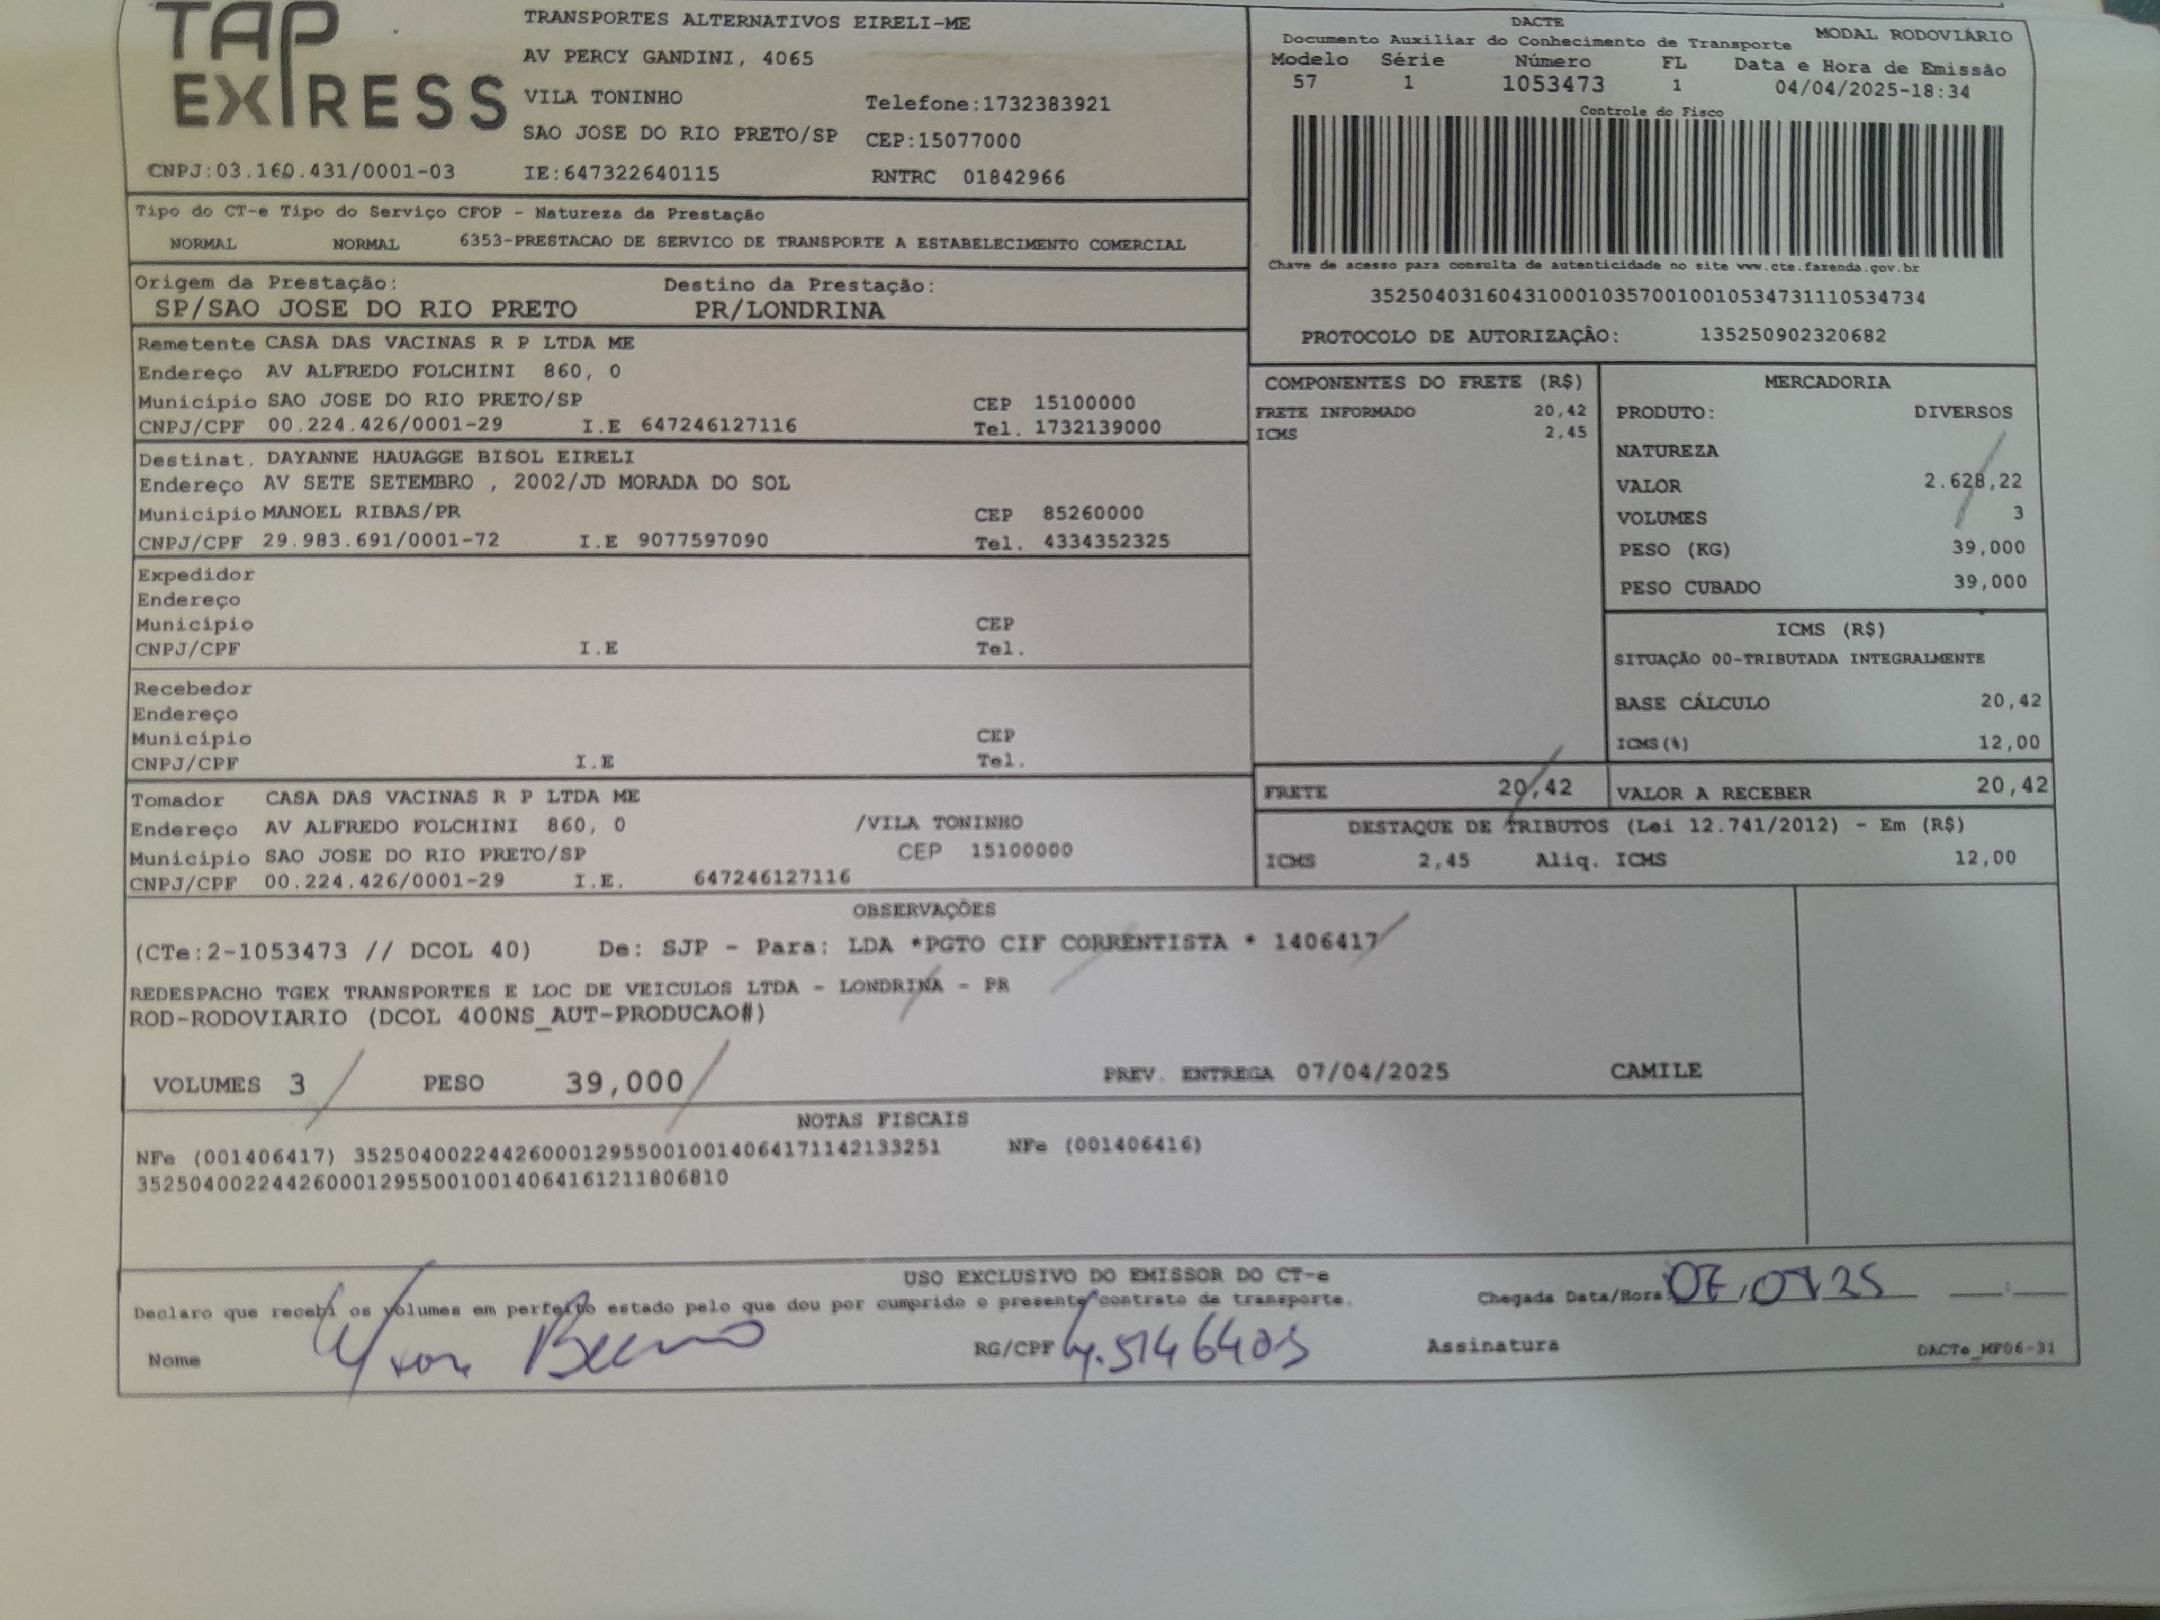 TAP EXPRESS
TRANSPORTES ALTERNATIVOS EIRELI-ME
AV PERCY GANDINI, 4065
VILA TONINHO Telefone:1732383921
SAO JOSE DO RIO PRETO/SP CEP:15077000
CNPJ:03.160.431/0001-03 IE:647322640115 RNTRC 01842966
DACTE
Documento Auxiliar do Conhecimento de Transporte MODAL RODOVIÁRIO
Modelo Série Número FL Data e Hora de Emissão
57 1 1053473 1 04/04/2025-18:34
Controle do Fisco
Chave de acesso para consulta de autenticidade no site www.cte.fazenda.gov.br
35250403160431000103570010010534731110534734
PROTOCOLO DE AUTORIZAÇÂO: 135250902320682
Tipo do CT-e Tipo do Serviço CFOP - Natureza da Prestação
NORMAL NORMAL 6353-PRESTACAO DE SERVICO DE TRANSPORTE A ESTABELECIMENTO COMERCIAL
Origem da Prestação: Destino da Prestação:
SP/SAO JOSE DO RIO PRETO PR/LONDRINA
Remetente CASA DAS VACINAS R P LTDA ME
Endereço AV ALFREDO FOLCHINI 860, 0
Município SAO JOSE DO RIO PRETO/SP CEP 15100000
CNPJ/CPF 00.224.426/0001-29 I.E 647246127116 Tel. 1732139000
Destinat. DAYANNE HAUAGGE BISOL EIRELI
Endereço AV SETE SETEMBRO , 2002/JD MORADA DO SOL
Município MANOEL RIBAS/PR CEP 85260000
CNPJ/CPF 29.983.691/0001-72 I.E 9077597090 Tel. 4334352325
Expedidor
Endereço
Município CEP
CNPJ/CPF I.E Tel.
Recebedor
Endereço
Município CEP
CNPJ/CPF I.E Tel.
Tomador CASA DAS VACINAS R P LTDA ME
Endereço AV ALFREDO FOLCHINI 860, 0 /VILA TONINHO
Município SAO JOSE DO RIO PRETO/SP CEP 15100000
CNPJ/CPF 00.224.426/0001-29 I.E. 647246127116
COMPONENTES DO FRETE (R$)
FRETE INFORMADO 20,42
ICMS 2,45
MERCADORIA
PRODUTO: DIVERSOS
NATUREZA
VALOR 2.628,22
VOLUMES 3
PESO (KG) 39,000
PESO CUBADO 39,000
ICMS (R$)
SITUAÇÃO 00-TRIBUTADA INTEGRALMENTE
BASE CÁLCULO 20,42
ICMS(%) 12,00
FRETE 20,42 VALOR A RECEBER 20,42
DESTAQUE DE TRIBUTOS (Lei 12.741/2012) - Em (R$)
ICMS 2,45 Aliq. ICMS 12,00
OBSERVAÇÕES
(CTe:2-1053473 // DCOL 40) De: SJP - Para: LDA *PGTO CIF CORRENTISTA * 1406417
REDESPACHO TGEX TRANSPORTES E LOC DE VEICULOS LTDA - LONDRINA - PR
ROD-RODOVIARIO (DCOL 400NS_AUT-PRODUCAO#)
VOLUMES 3 PESO 39,000 PREV. ENTREGA 07/04/2025 CAMILE
NOTAS FISCAIS
NFe (001406417) 35250400224426000129550010014064171142133251 NFe (001406416)
35250400224426000129550010014064161211806810
USO EXCLUSIVO DO EMISSOR DO CT-e
Declaro que recebi os volumes em perfeito estado pelo que dou por cumprido o presente contrato de transporte. Chegada Data/Hora
Nome RG/CPF Assinatura DACTe_MF06-31